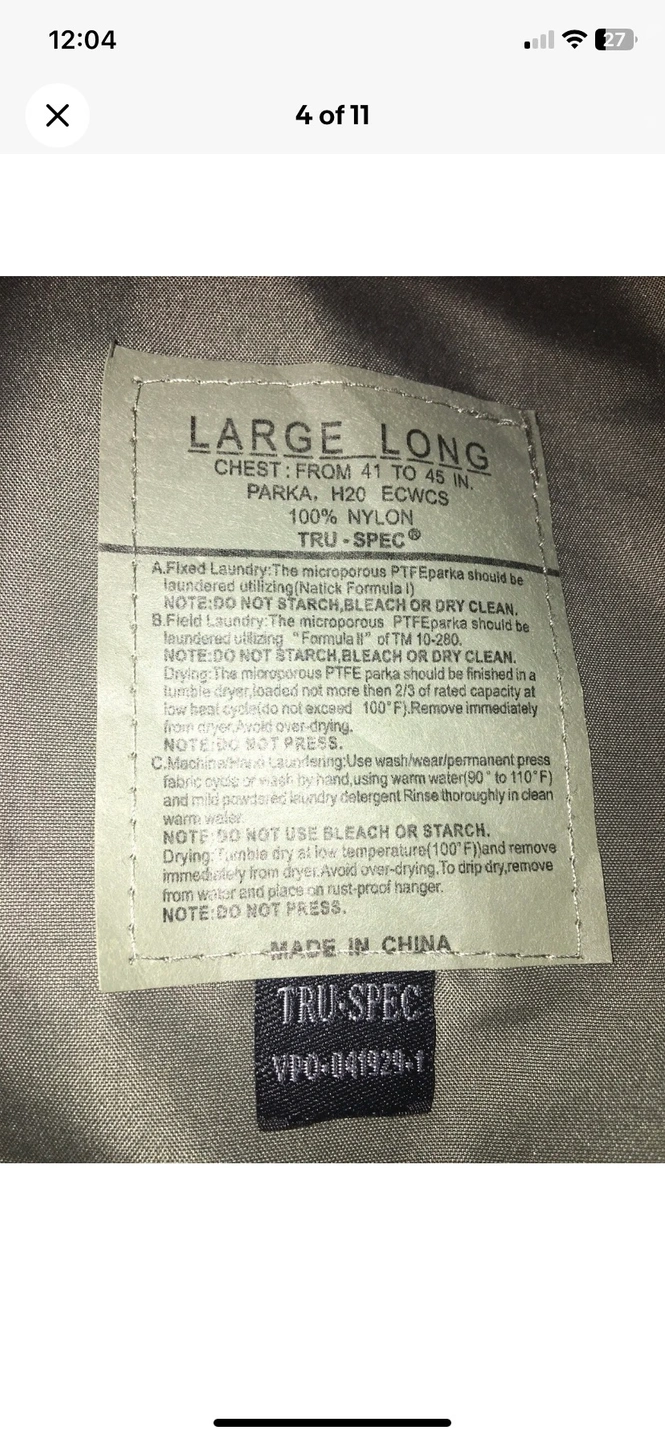 12:04
27
4 of 11
LARGE LONG
CHEST : FROM 41 TO 45 IN.
PARKA, H20 ECWCS
100% NYLON
TRU - SPEC®
A.Fixed Laundry:The microporous PTFEparka should be
laundered utilizing(Natick Formula I)
NOTE:DO NOT STARCH,BLEACH OR DRY CLEAN.
B.Field Laundry:The microporous PTFEparka should be
laundered utilizing "Formula II" of TM 10-280.
NOTE:DO NOT STARCH,BLEACH OR DRY CLEAN.
Drying:The microporous PTFE parka should be finished in a
tumble dryer,loaded not more then 2/3 of rated capacity at
low heat cycle(do not exceed 100°F).Remove immediately
from dryer.Avoid over-drying.
NOTE:DO NOT PRESS.
C.Machine/Hand Laundering:Use wash/wear/permanent press
fabric cycle or wash by hand,using warm water(90° to 110°F)
and mild powdered laundry detergent Rinse thoroughly in clean
warm water.
NOTE:DO NOT USE BLEACH OR STARCH.
Drying:Tumble dry at low temperature(100°F))and remove
immediately from dryer.Avoid over-drying.To drip dry,remove
from water and place on rust-proof hanger.
NOTE:DO NOT PRESS.
MADE IN CHINA
TRU·SPEC
VPO-041929-1